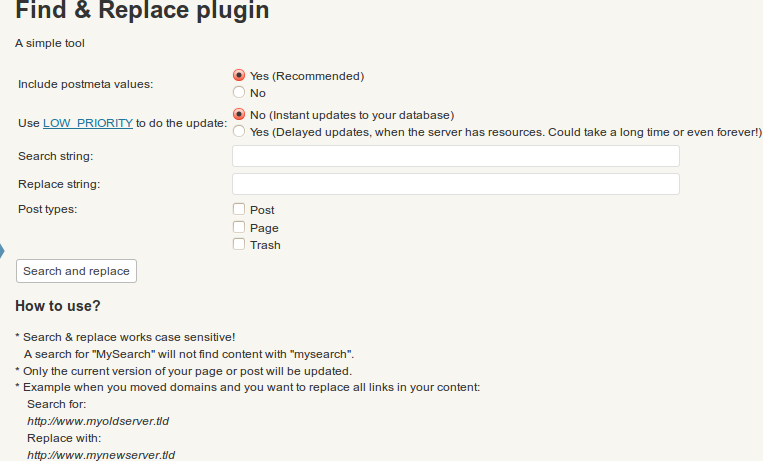 Find & Replace plugin
A simple tool
Include postmeta values:
Yes (Recommended)
No
Use LOW_PRIORITY to do the update:
No (Instant updates to your database)
Yes (Delayed updates, when the server has resources. Could take a long time or even forever!)
Search string:
Replace string:
Post types:
Post
Page
Trash
Search and replace
How to use?
* Search & replace works case sensitive!
A search for "MySearch" will not find content with "mysearch".
* Only the current version of your page or post will be updated.
* Example when you moved domains and you want to replace all links in your content:
Search for:
http://www.myoldserver.tld
Replace with:
http://www.mynewserver.tld